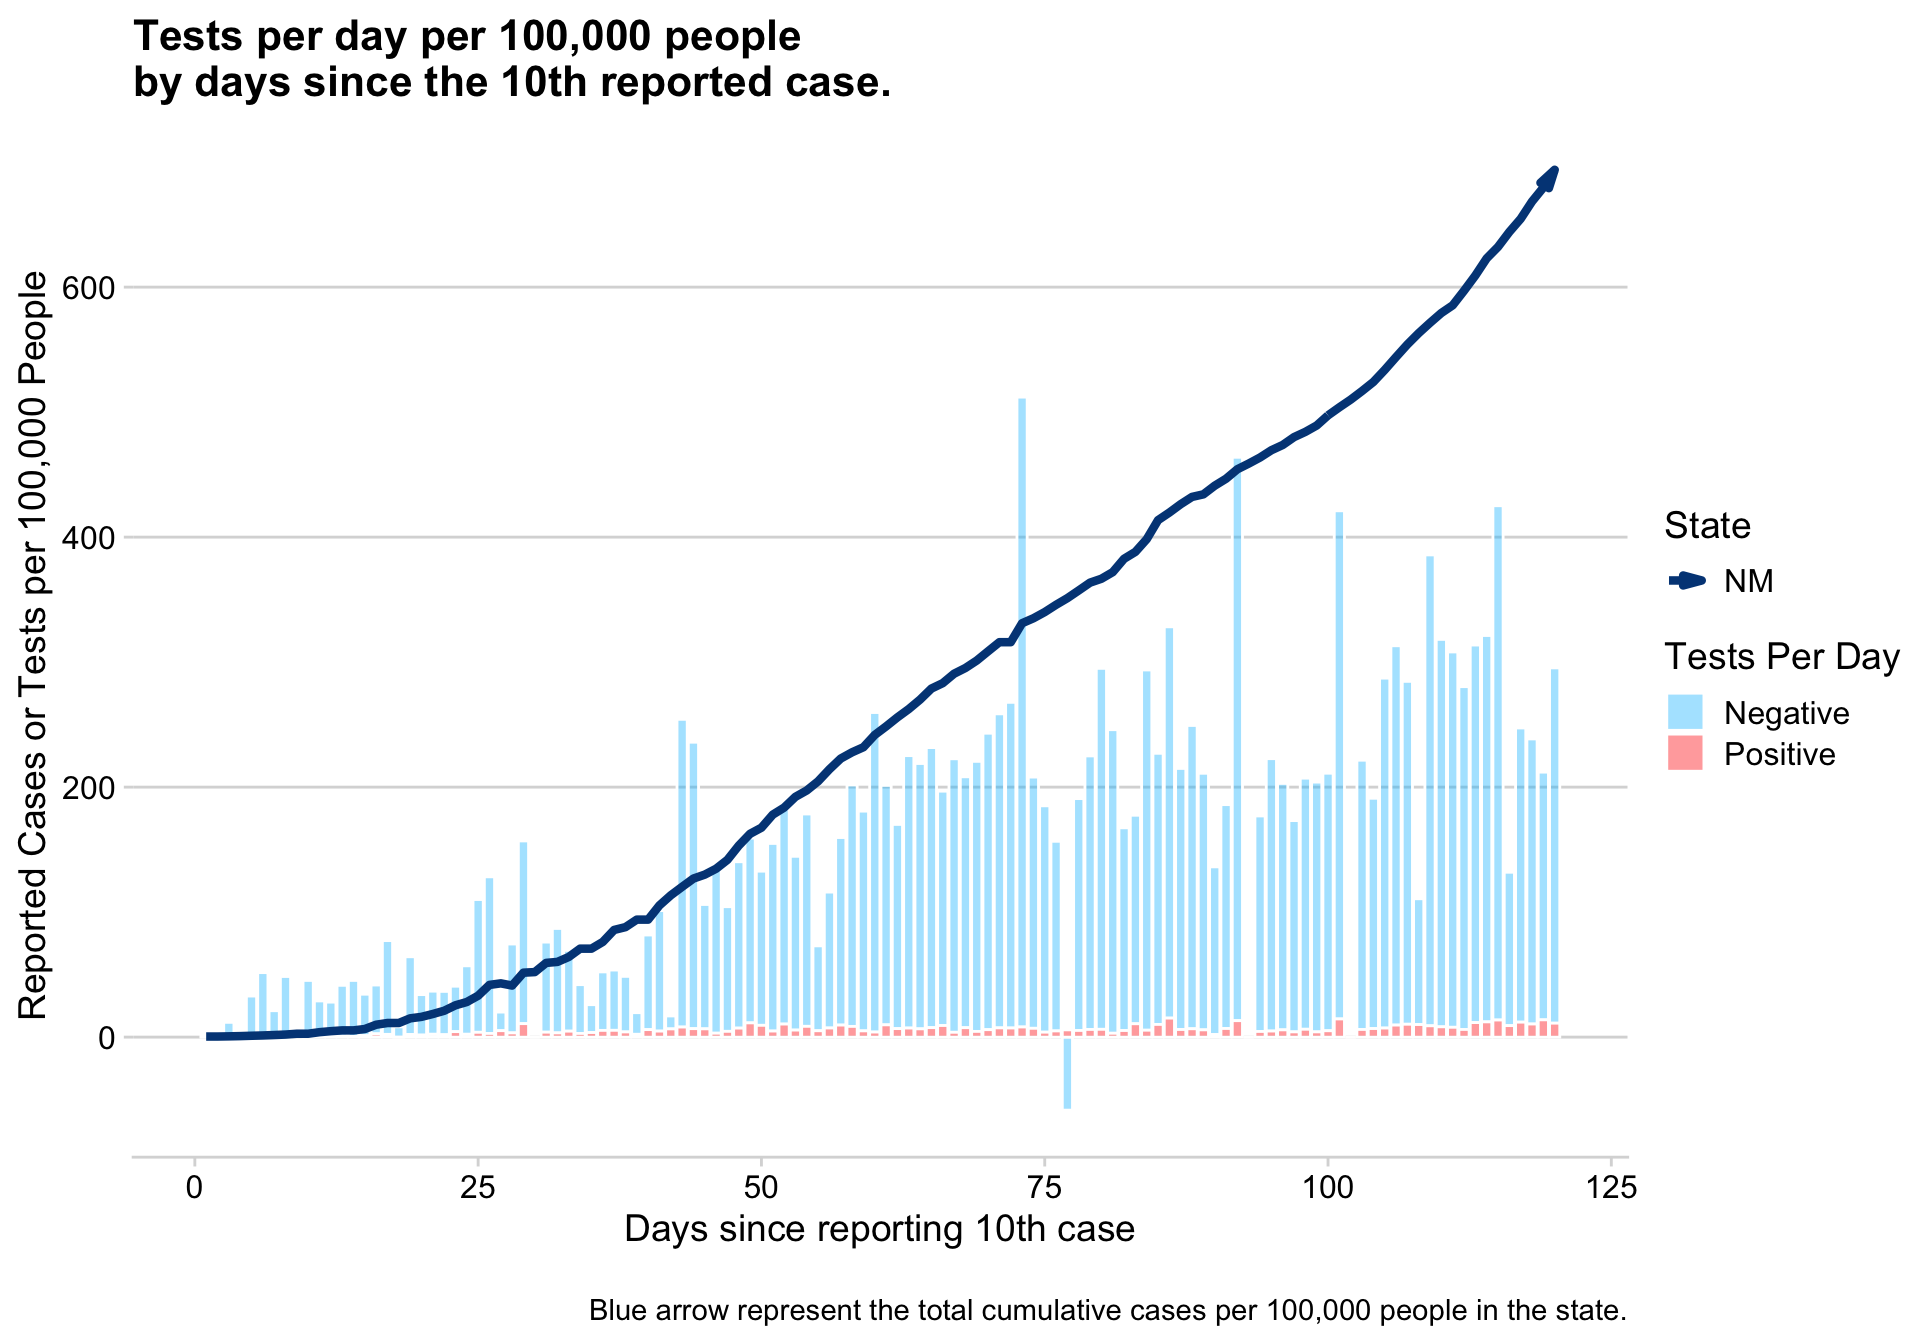 Tests per day per 100,000 people
by days since the 10th reported case.
Reported Cases or Tests per 100,000 People
600
400
200
0
0
25
50
75
100
125
Days since reporting 10th case
State
NM
Tests Per Day
Negative
Positive
Blue arrow represent the total cumulative cases per 100,000 people in the state.